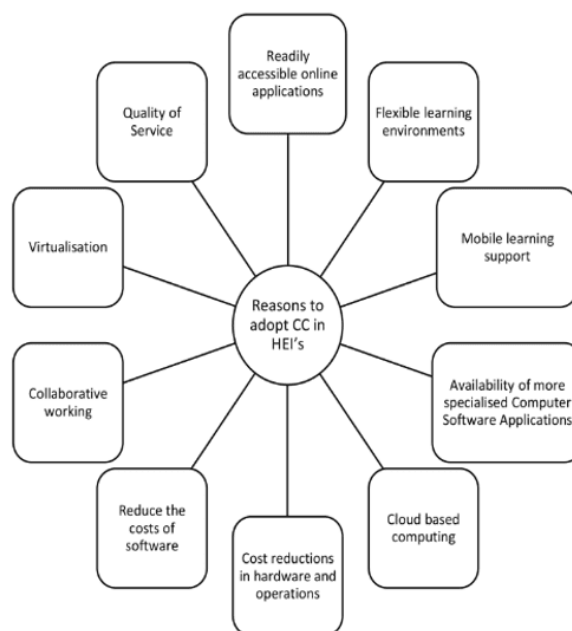 Readily
accessible online
applications
Quality of
Service
Flexible learning
environments
Virtualisation
Mobile learning
support
Reasons to
adopt CC in
HEI's
Collaborative
working
Availability of more
specialised Computer
Software Applications
Reduce the
costs of
software
Cost reductions
in hardware and
operations
Cloud based
computing